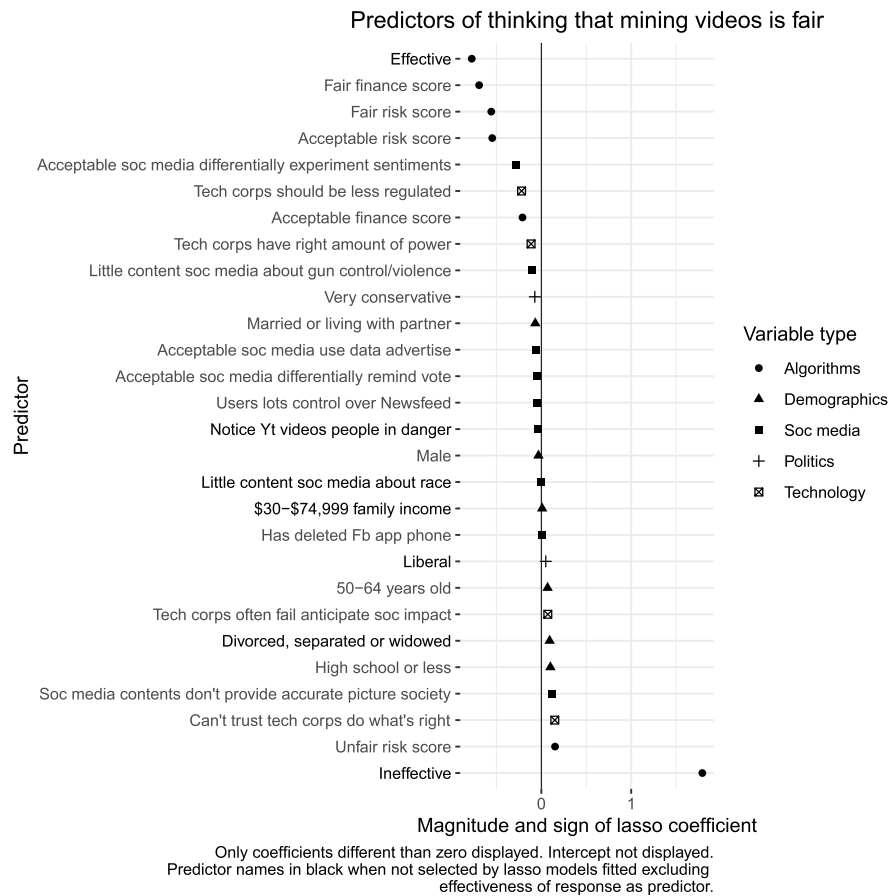 Predictors of thinking that mining videos is fair
Effective
Fair finance score
Fair risk score
Acceptable risk score
Acceptable soc media differentially experiment sentiments
Tech corps should be less regulated
Acceptable finance score
Tech corps have right amount of power
Little content soc media about gun control/violence
Very conservative
Married or living with partner
Acceptable soc media use data advertise
Acceptable soc media differentially remind vote
Users lots control over Newsfeed
Notice Yt videos people in danger
Male
Little content soc media about race
$30−$74,999 family income
Has deleted Fb app phone
Liberal
50−64 years old
Tech corps often fail anticipate soc impact
Divorced, separated or widowed
High school or less
Soc media contents don't provide accurate picture society
Can't trust tech corps do what's right
Unfair risk score
Ineffective
Predictor
0 1
Magnitude and sign of lasso coefficient
Variable type
Algorithms
Demographics
Soc media
Politics
Technology
Only coefficients different than zero displayed. Intercept not displayed.
Predictor names in black when not selected by lasso models fitted excluding
effectiveness of response as predictor.